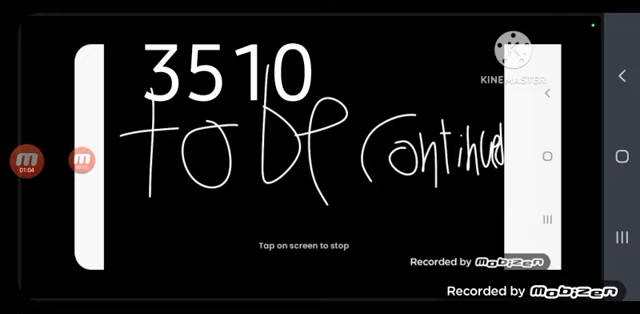 3510
KINEMASTER
to be continued
M
01:04
M
Tap on screen to stop
Recorded by MOBIZEN
Recorded by MOBIZEN